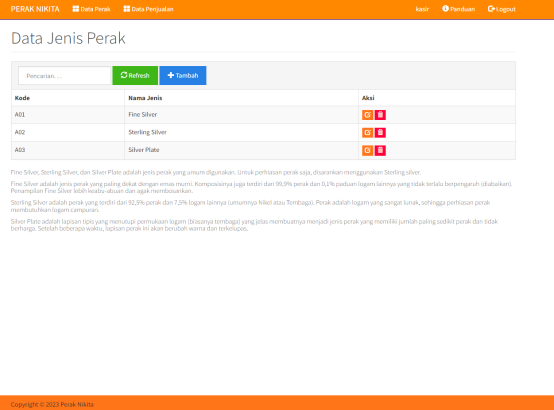 PERAK NIKITA Data Perak Data Penjualan kasir Panduan Logout
Data Jenis Perak
Pencarian.... Refresh Tambah
Kode Nama Jenis Aksi
A01 Fine Silver
A02 Sterling Silver
A03 Silver Plate
Fine Silver, Sterling Silver, dan Silver Plate adalah jenis perak yang umum digunakan. Untuk perhiasan perak saja, disarankan menggunakan Sterling silver.
Fine Silver adalah jenis perak yang paling dekat dengan emas murni. Komposisinya juga terdiri dari 99,9% perak dan 0,1% paduan logam lainnya yang tidak terlalu berpengaruh (diabaikan).
Penampilan Fine Silver lebih keabu-abuan dan agak membosankan.
Sterling Silver adalah perak yang terdiri dari 92,5% perak dan 7,5% logam lainnya (umumnya Nikel atau Tembaga). Perak adalah logam yang sangat lunak, sehingga perhiasan perak
membutuhkan logam campuran.
Silver Plate adalah lapisan tipis yang menutupi permukaan logam (biasanya tembaga) yang jelas membuatnya menjadi jenis perak yang memiliki jumlah paling sedikit perak dan tidak
berharga. Setelah beberapa waktu, lapisan perak ini akan berubah warna dan terkelupas.
Copyright © 2023 Perak Nikita